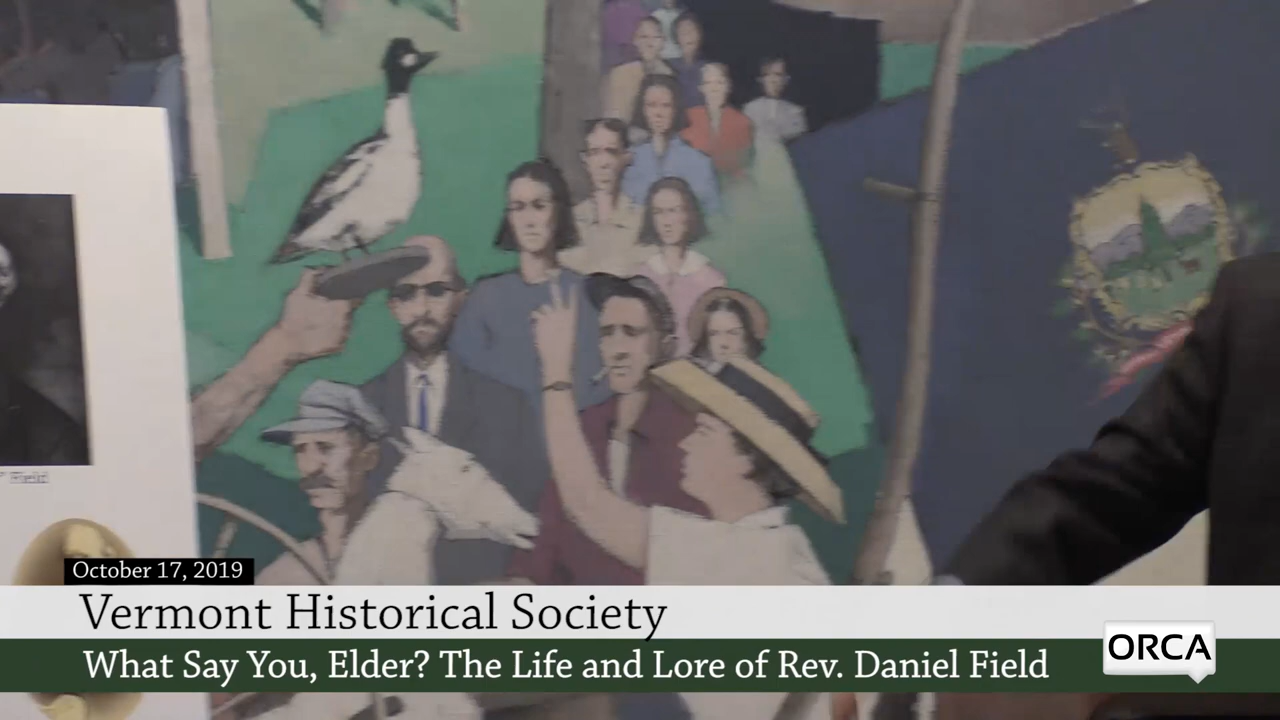 Field
October 17, 2019
Vermont Historical Society
What Say You, Elder? The Life and Lore of Rev. Daniel Field
ORCA